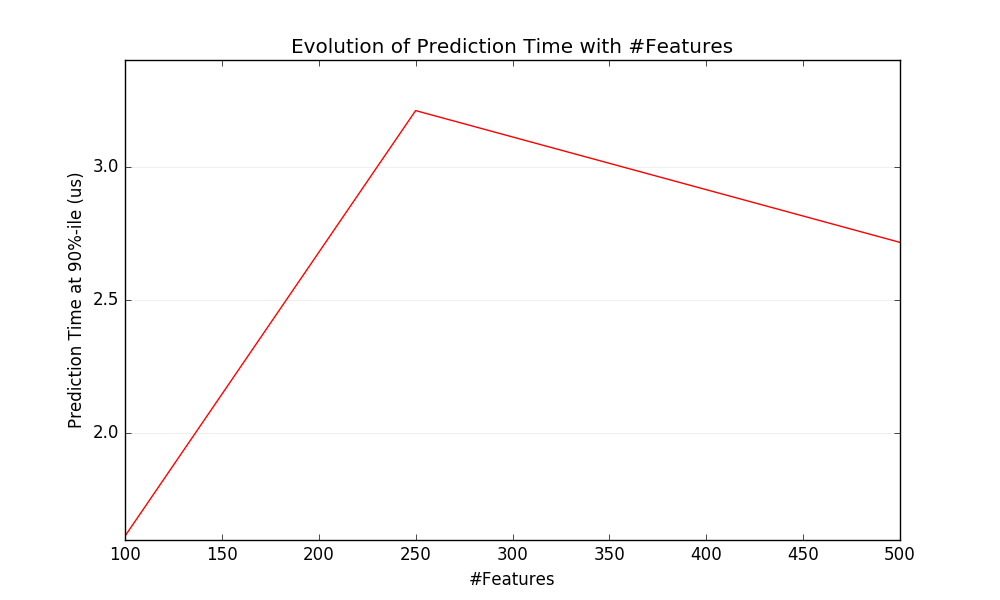 Evolution of Prediction Time with #Features
Prediction Time at 90%-ile (us)
3.0
2.5
2.0
100 150 200 250 300 350 400 450 500
#Features